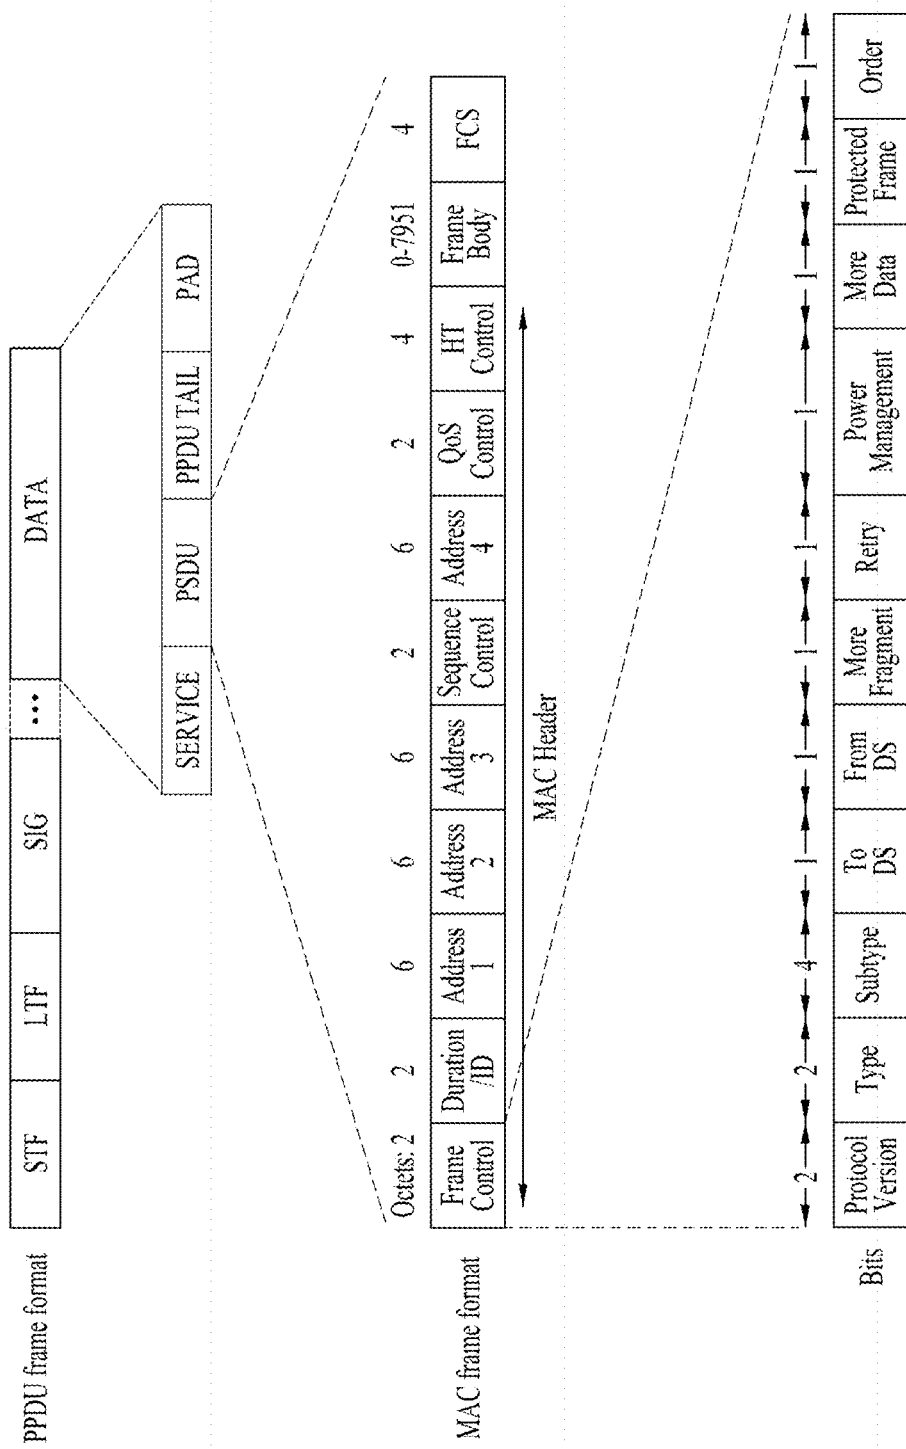 PPDU frame format
STF
LTF
SIG
•••
DATA
SERVICE
PSDU
PPDU TAIL
PAD
MAC frame format
Octets: 2
2
6
6
6
2
6
2
4
0-7951
4
Frame
Control
Duration
/ID
Address
1
Address
2
Address
3
Sequence
Control
Address
4
QoS
Control
HT
Control
Frame
Body
FCS
MAC Header
2
2
4
1
1
1
1
1
1
1
1
Bits
Protocol
Version
Type
Subtype
To
DS
From
DS
More
Fragment
Retry
Power
Management
More
Data
Protected
Frame
Order